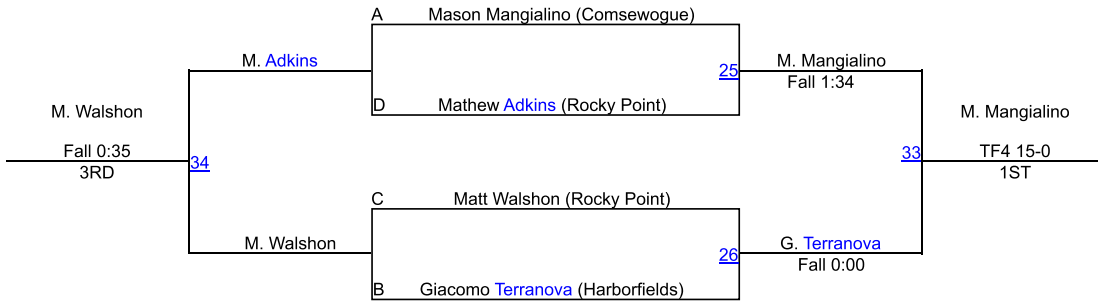 A Mason Mangialino (Comsewogue)
M. Adkins
25
M. Mangialino
Fall 1:34
D Mathew Adkins (Rocky Point)
M. Walshon
Fall 0:35
3RD
34
33
M. Mangialino
TF4 15-0
1ST
C Matt Walshon (Rocky Point)
M. Walshon
26
G. Terranova
Fall 0:00
B Giacomo Terranova (Harborfields)